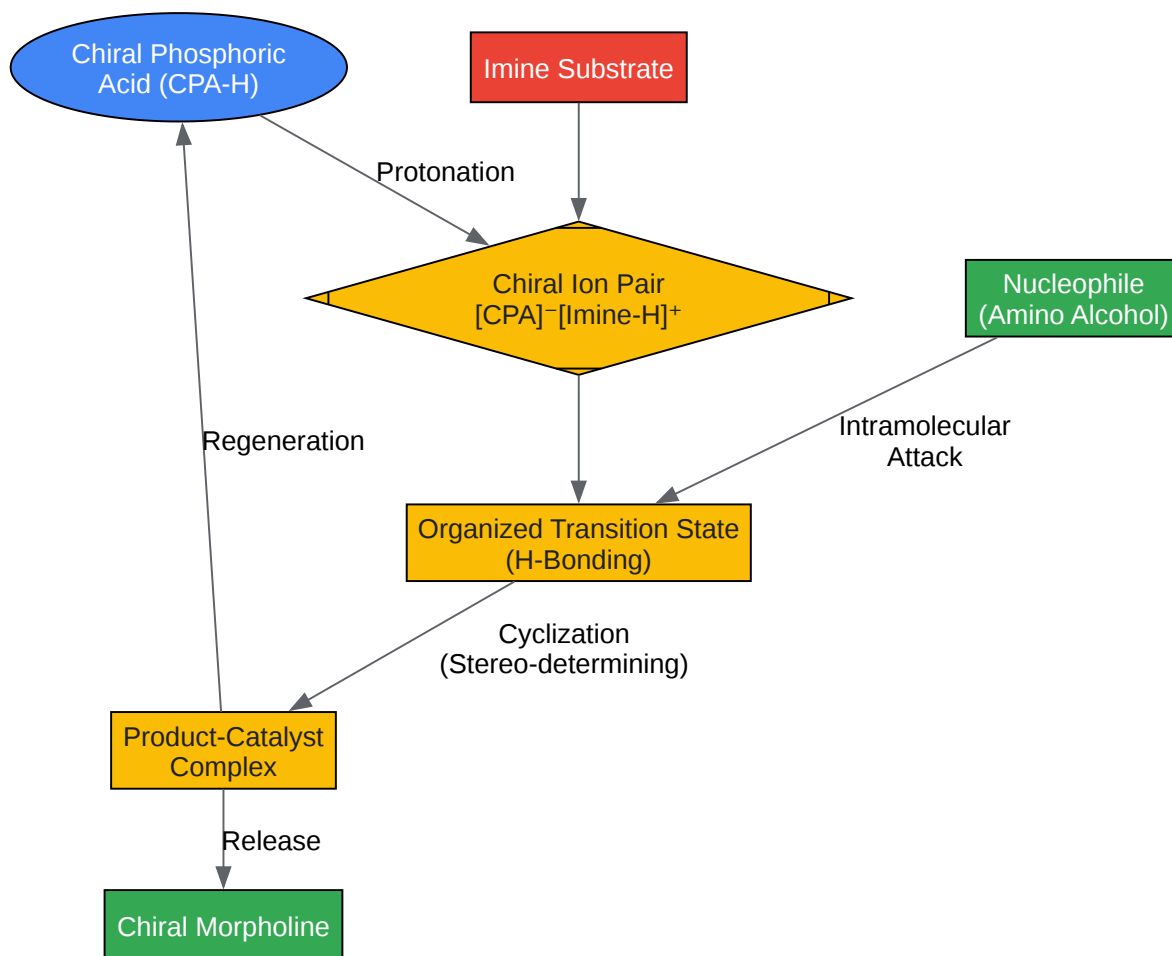 Chiral Phosphoric
Acid (CPA-H)
Imine Substrate
Protonation
Chiral Ion Pair
[CPA]⁻[Imine-H]⁺
Nucleophile
(Amino Alcohol)
Regeneration
Intramolecular
Attack
Organized Transition State
(H-Bonding)
Cyclization
(Stereo-determining)
Product-Catalyst
Complex
Release
Chiral Morpholine